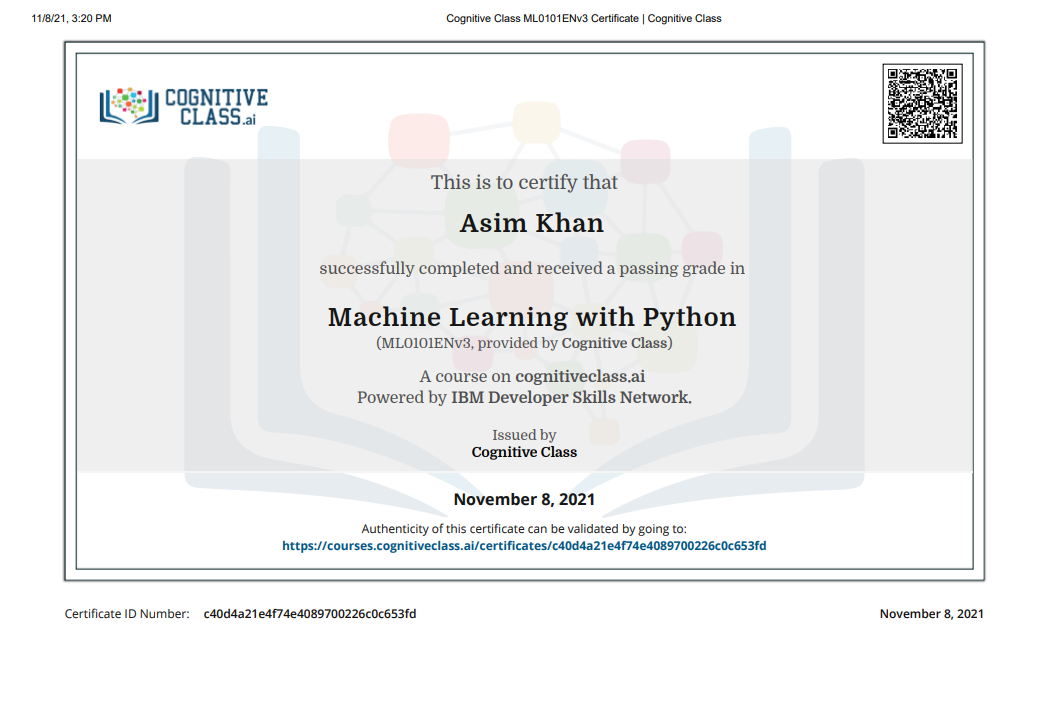 11/8/21, 3:20 PM
Cognitive Class ML0101ENv3 Certificate | Cognitive Class
COGNITIVE
CLASS.ai
This is to certify that
Asim Khan
successfully completed and received a passing grade in
Machine Learning with Python
(ML0101ENv3, provided by Cognitive Class)
A course on cognitiveclass.ai
Powered by IBM Developer Skills Network.
Issued by
Cognitive Class
November 8, 2021
Authenticity of this certificate can be validated by going to:
https://courses.cognitiveclass.ai/certificates/c40d4a21e4f74e4089700226c0c653fd
Certificate ID Number: c40d4a21e4f74e4089700226c0c653fd
November 8, 2021